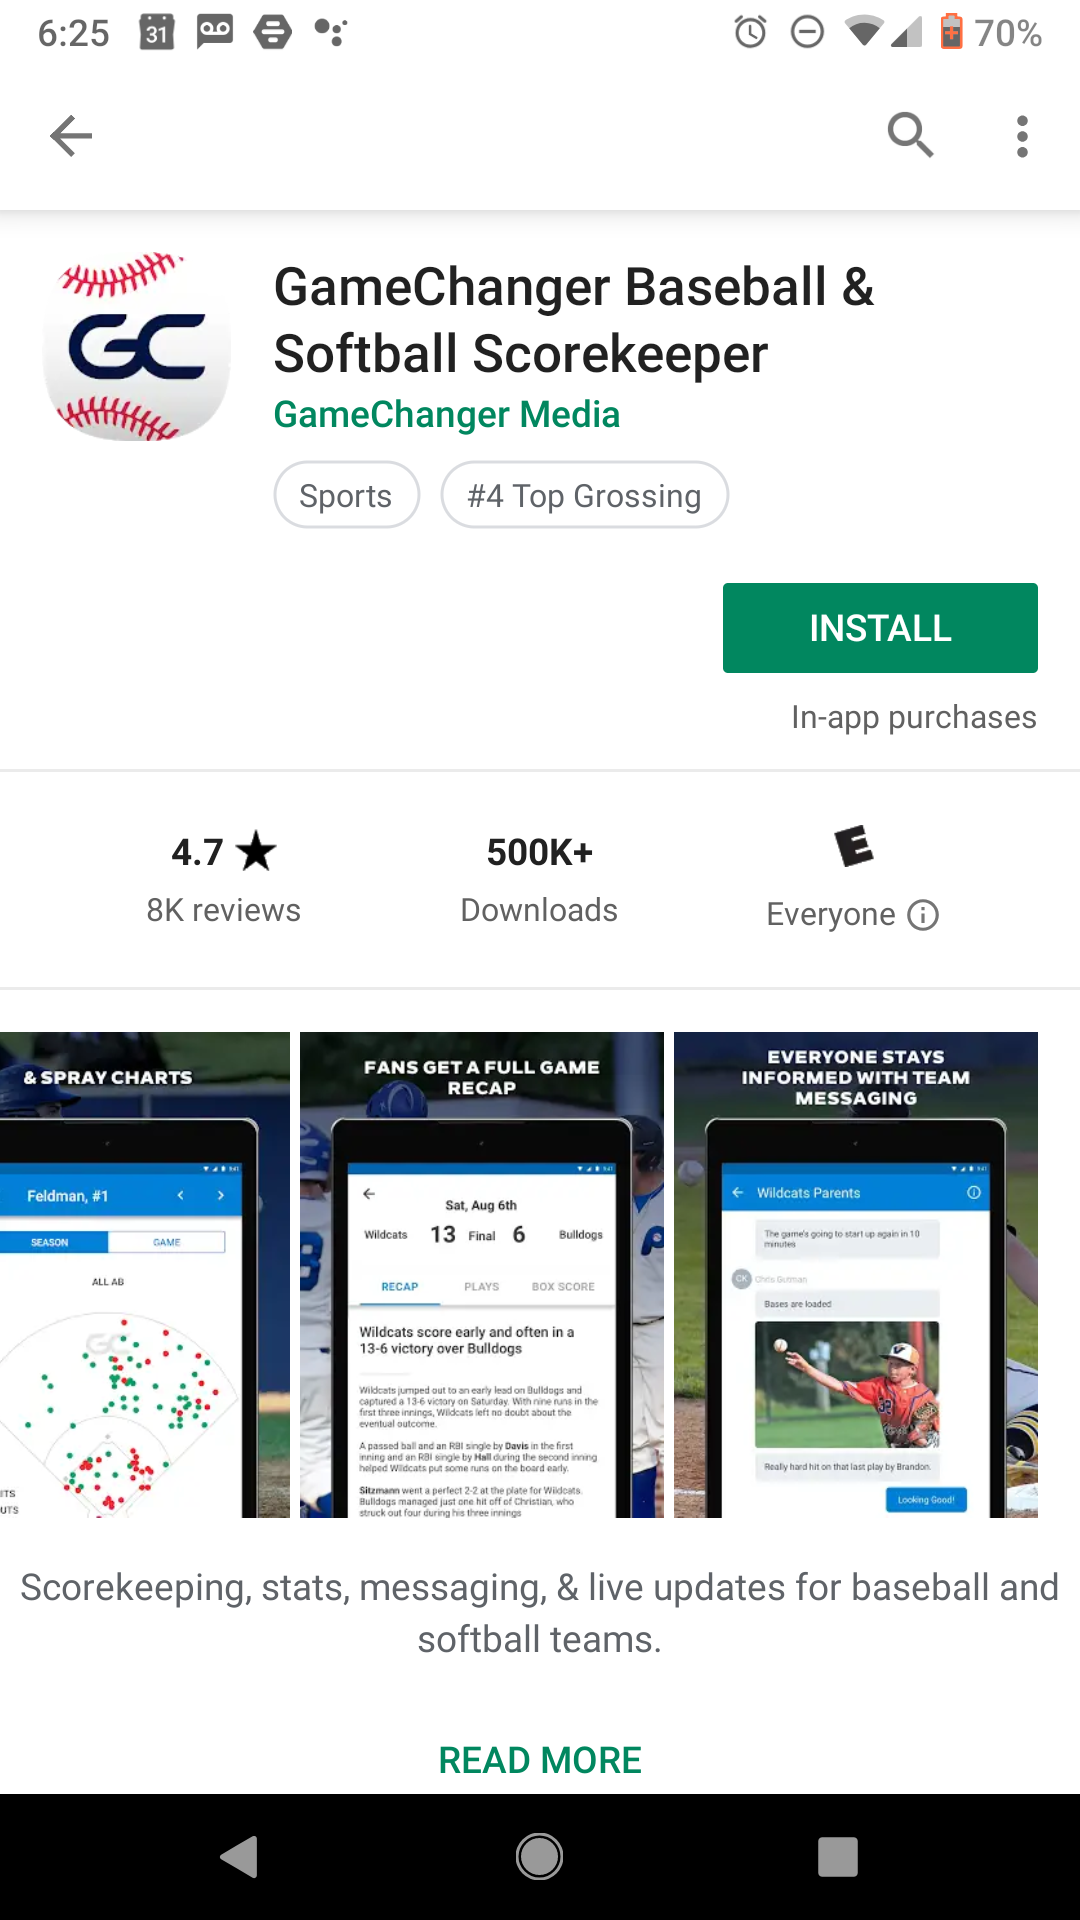 6:25
31
70%
GC
GameChanger Baseball &
Softball Scorekeeper
GameChanger Media
Sports
#4 Top Grossing
INSTALL
In-app purchases
4.7 ★
8K reviews
500K+
Downloads
E
Everyone
& SPRAY CHARTS
9:41
Feldman, #1
SEASON
GAME
ALL AB
GC
ITS
UTS
FANS GET A FULL GAME
RECAP
9:41
Sat, Aug 6th
Wildcats 13 Final 6 Bulldogs
RECAP
PLAYS
BOX SCORE
Wildcats score early and often in a
13-6 victory over Bulldogs
Wildcats jumped out to an early lead on Bulldogs and
captured a 13-6 victory on Saturday. With nine runs in the
first three innings, Wildcats left no doubt about the
eventual outcome.
A passed ball and an RBI single by Davis in the first
inning and an RBI single by Hall during the second inning
helped Wildcats put some runs on the board early.
Sitzmann went a perfect 2-2 at the plate for Wildcats.
Bulldogs managed just one hit off of Christian, who
struck out four during his three innings
EVERYONE STAYS
INFORMED WITH TEAM
MESSAGING
9:41
Wildcats Parents
The game's going to start up again in 10
minutes
CK
Chris Gutman
Bases are loaded
Really hard hit on that last play by Brandon.
Looking Good!
Scorekeeping, stats, messaging, & live updates for baseball and
softball teams.
READ MORE